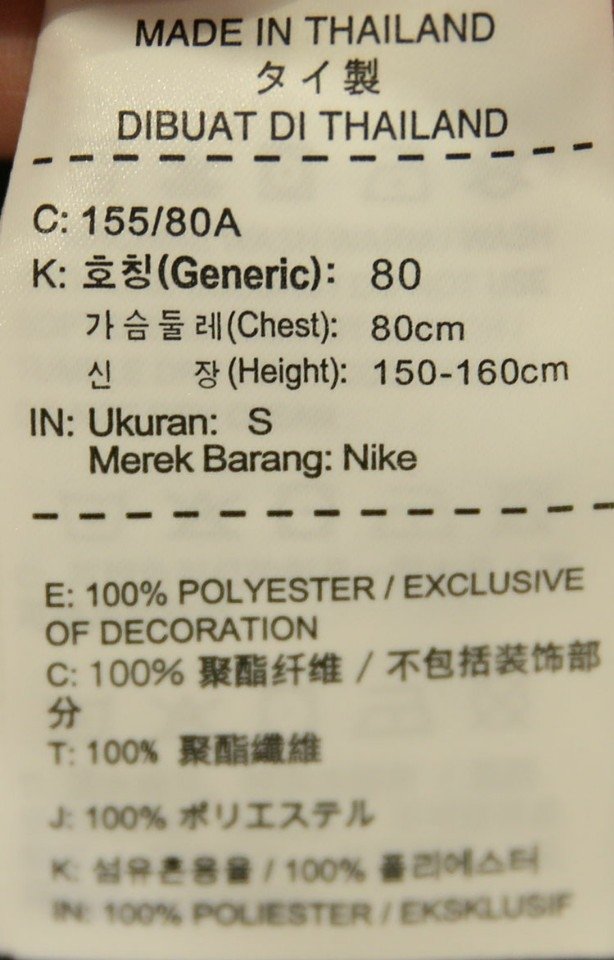 MADE IN THAILAND
タイ製
DIBUAT DI THAILAND
C: 155/80A
K: 호칭(Generic): 80
가슴둘레(Chest): 80cm
신 장(Height): 150-160cm
IN: Ukuran: S
Merek Barang: Nike
E: 100% POLYESTER / EXCLUSIVE
OF DECORATION
C: 100% 聚酯纤维 / 不包括装饰部
分
T: 100% 聚酯纖維
J: 100% ポリエステル
K: 섬유혼용율 / 100% 폴리에스터
IN: 100% POLIESTER / EKSKLUSIF